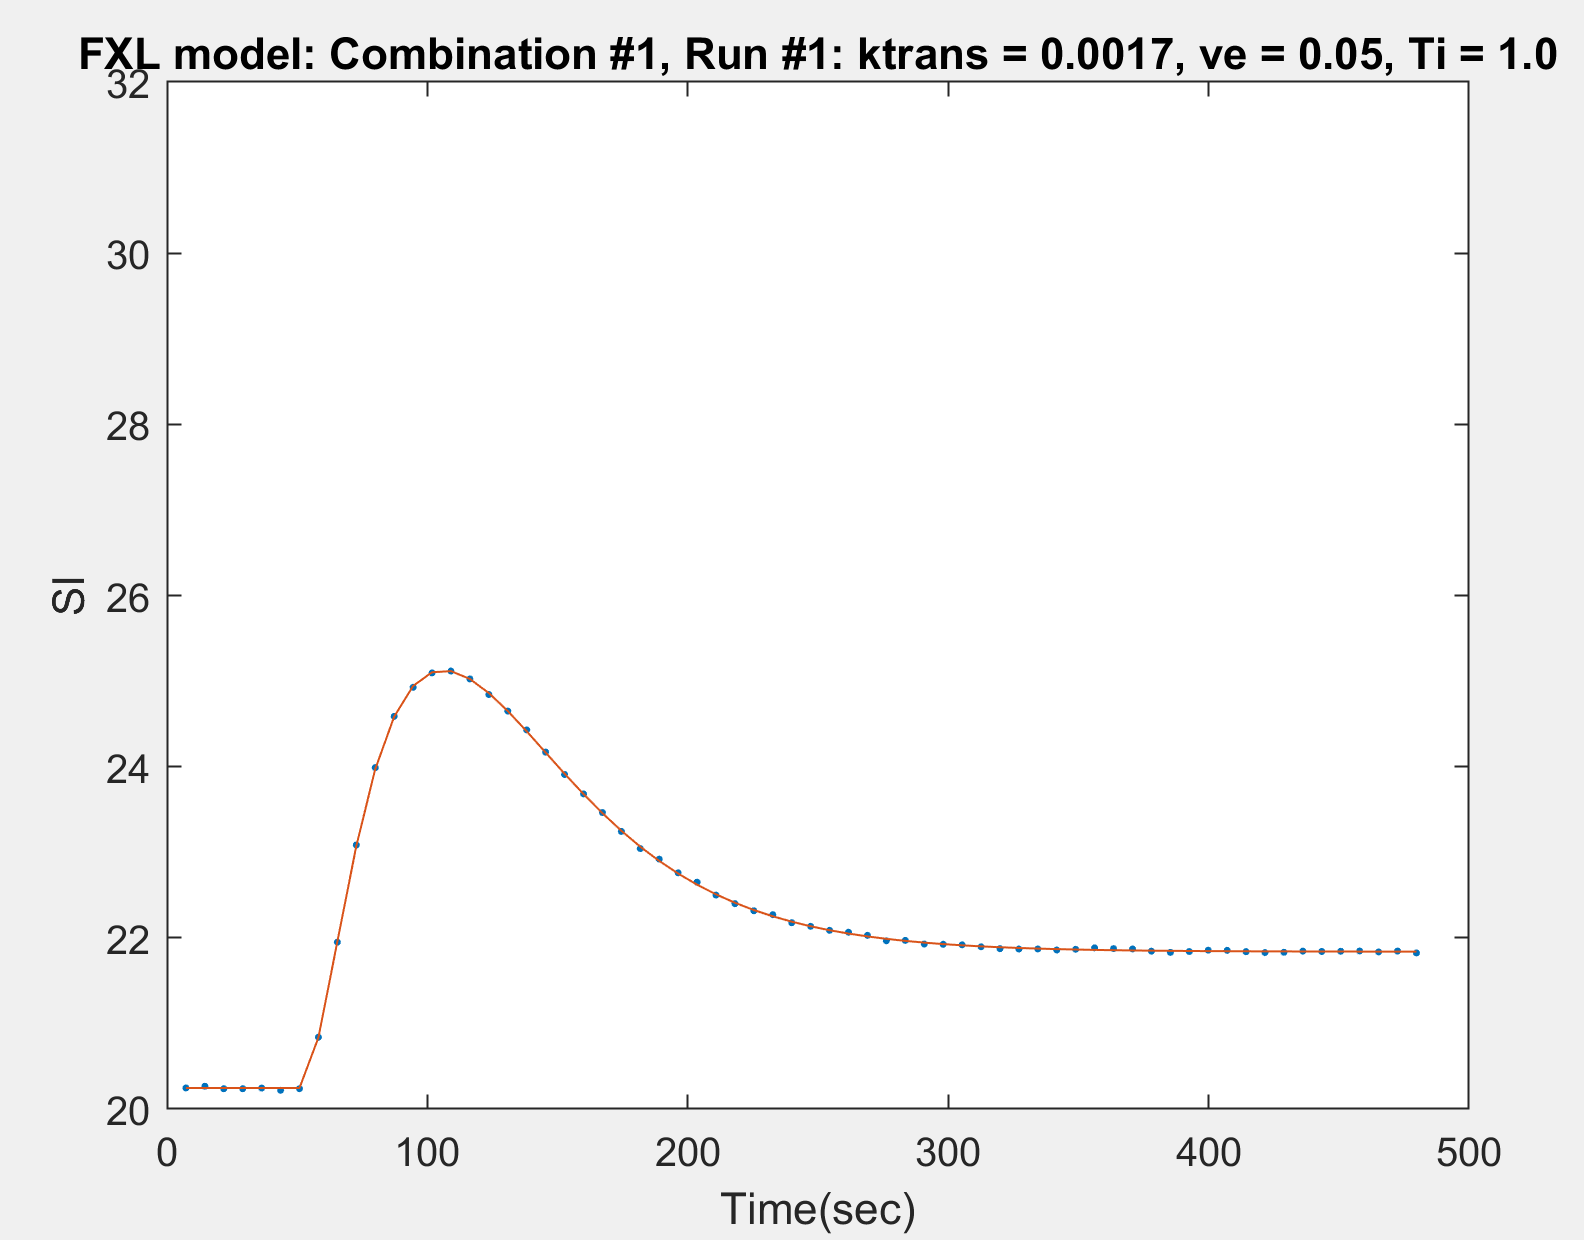 FXL model: Combination #1, Run #1: ktrans = 0.0017, ve = 0.05, Ti = 1.0
32
30
28
26
24
22
20
SI
0 100 200 300 400 500
Time(sec)